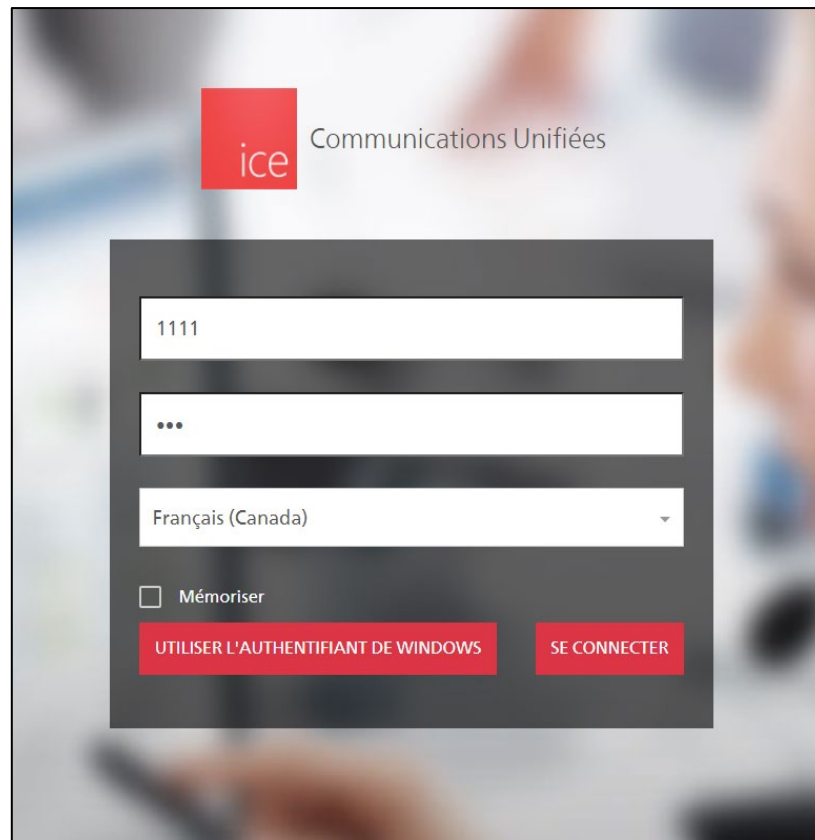 ice
Communications Unifiées
1111
•••
Français (Canada)
Mémoriser
UTILISER L'AUTHENTIFIANT DE WINDOWS
SE CONNECTER